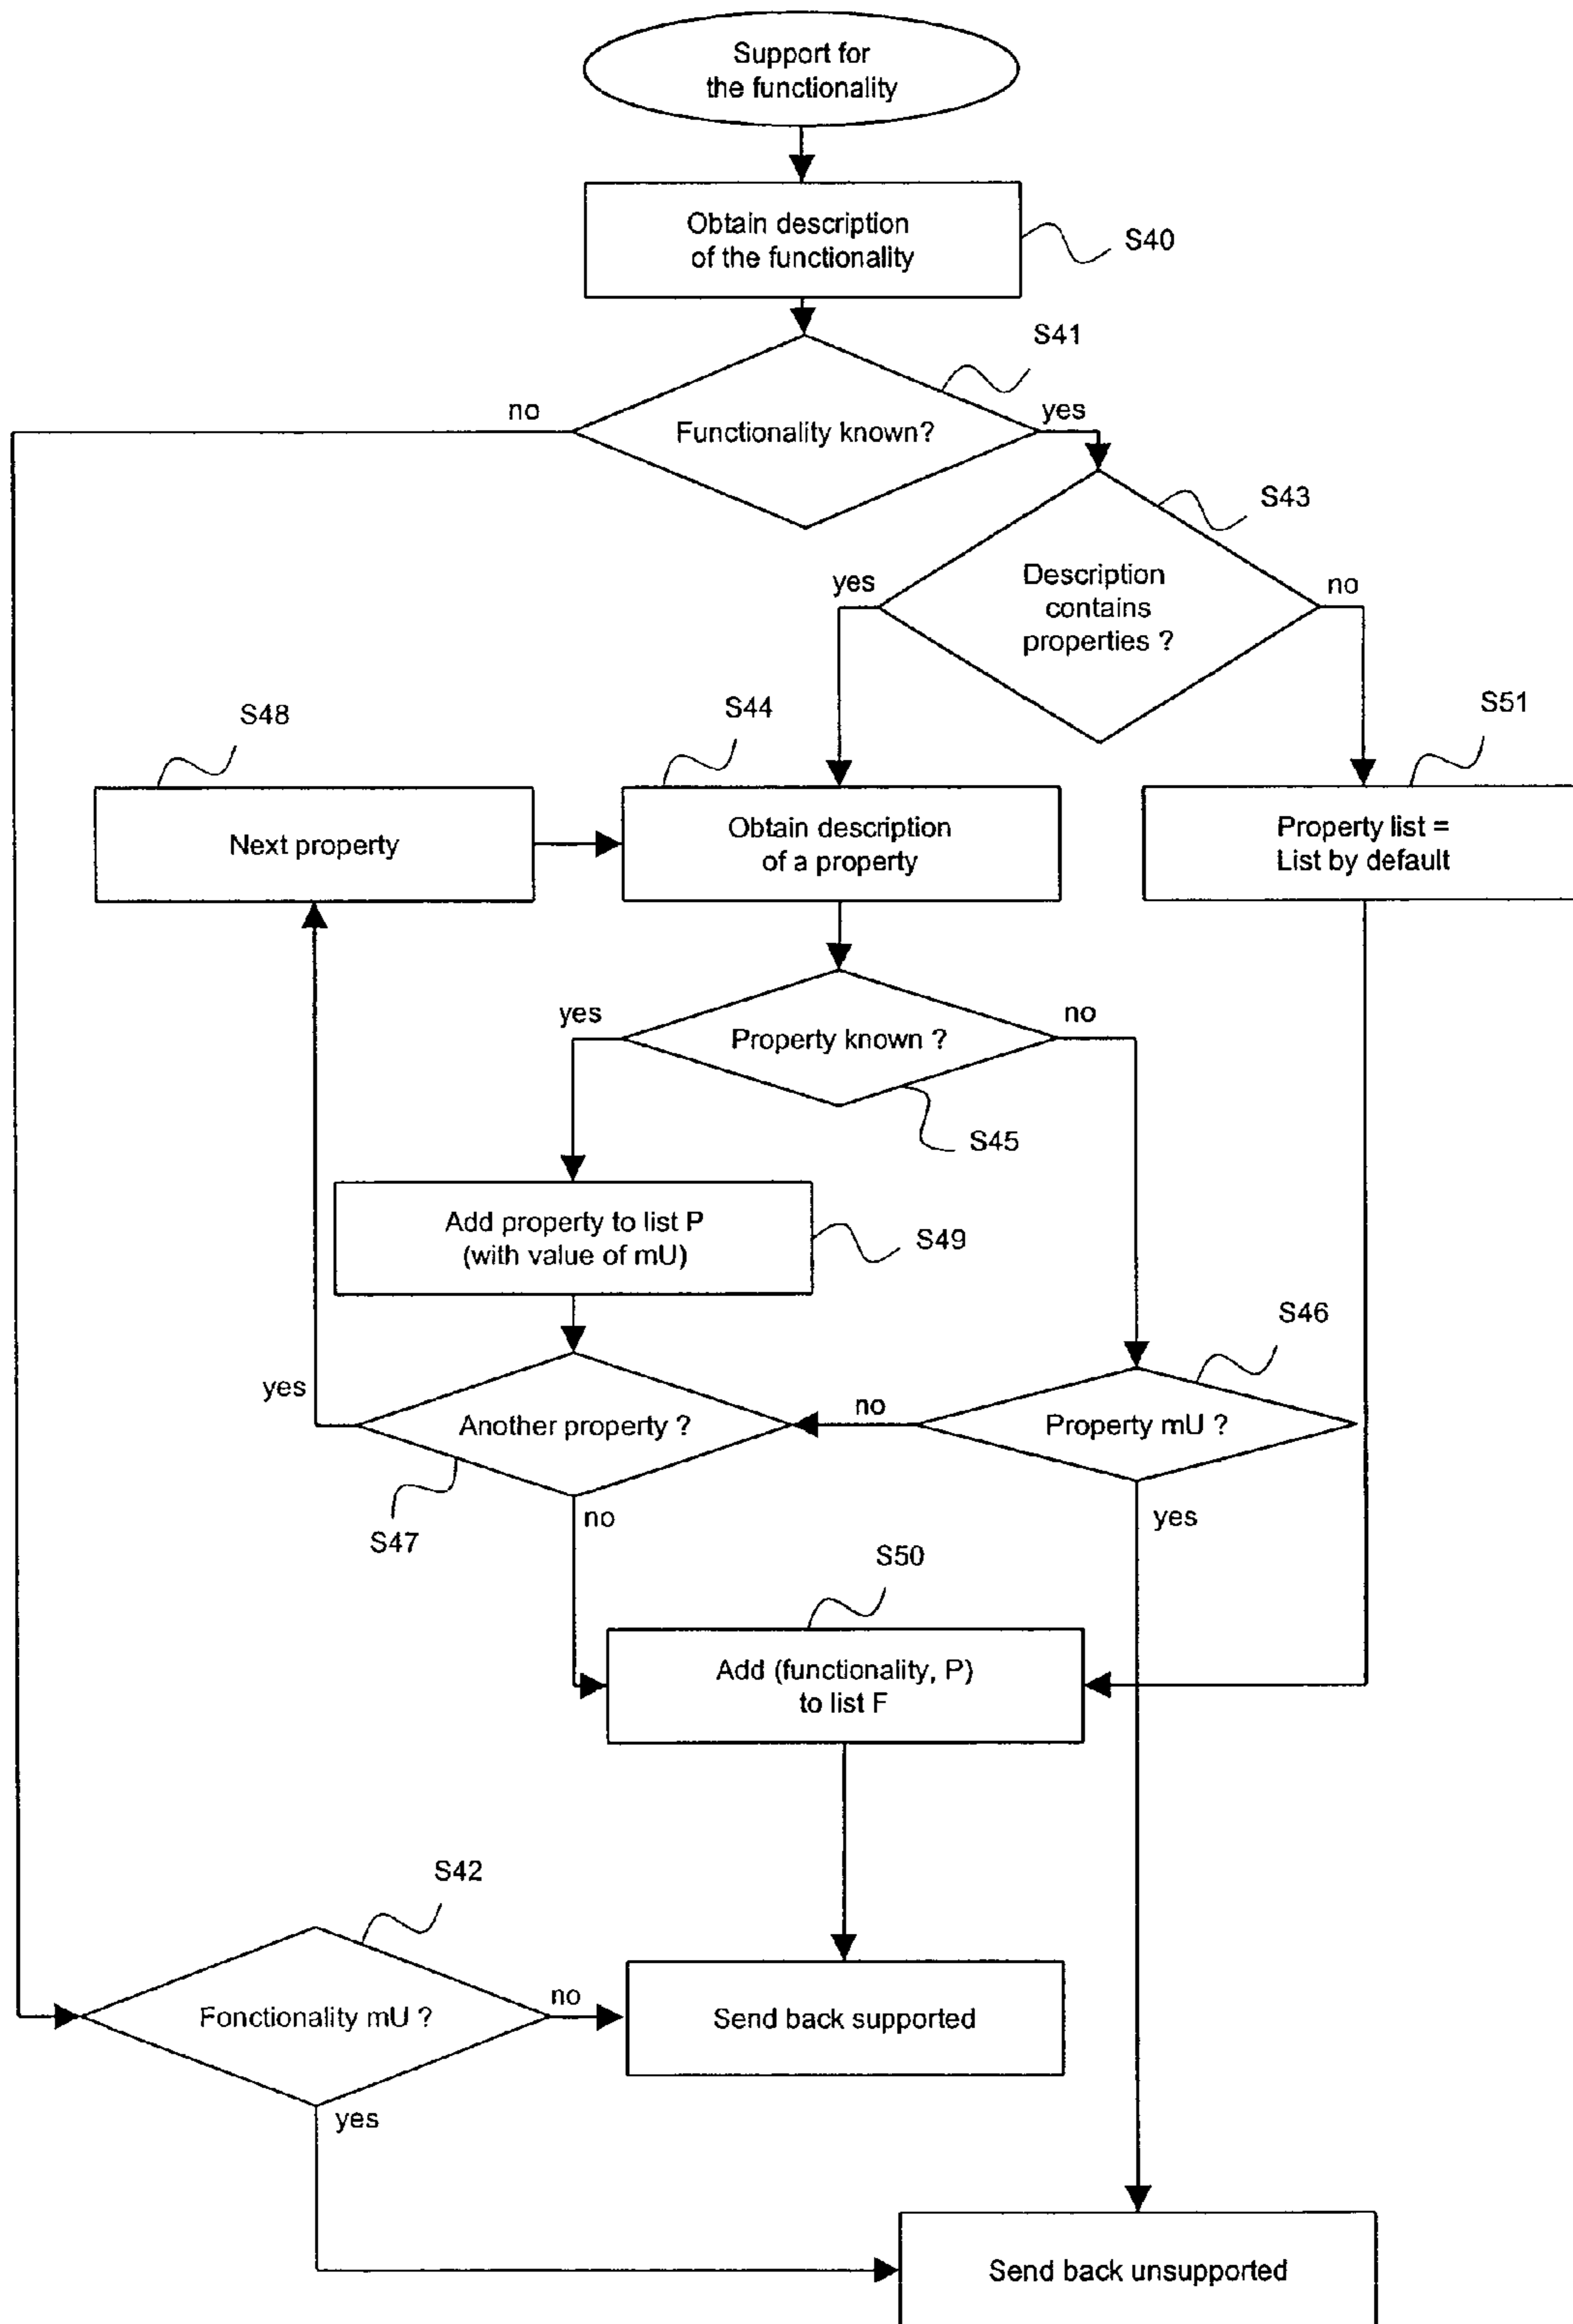 Support for
the functionality
Obtain description
of the functionality
S40
S41
no
Functionality known?
yes
S43
yes
Description
contains
properties ?
no
S48
S44
S51
Next property
Obtain description
of a property
Property list =
List by default
yes
Property known ?
no
S45
Add property to list P
(with value of mU)
S49
S46
yes
Another property ?
no
Property mU ?
S47
no
yes
S50
Add (functionality, P)
to list F
S42
Fonctionality mU ?
no
Send back supported
yes
Send back unsupported